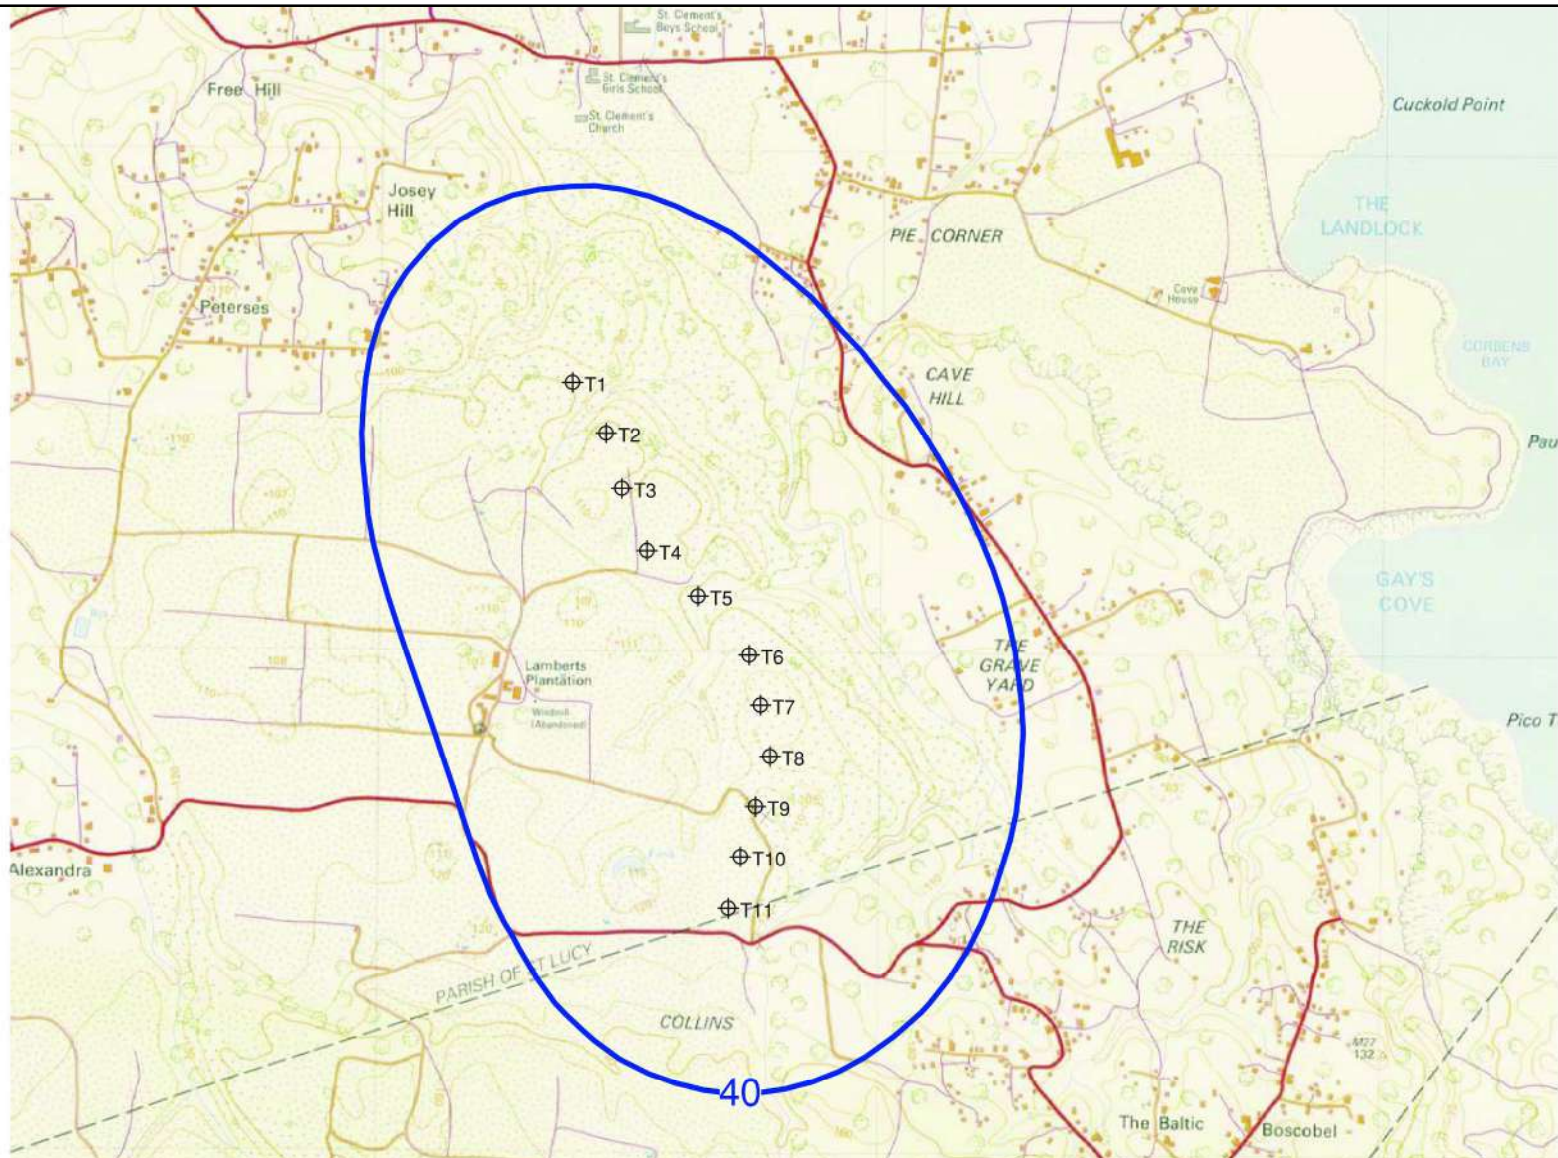 St. Clement's
Boys School
St. Clement's
Girls School
St. Clement's
Church
Free Hill
Cuckold Point
Josey
Hill
THE
LANDLOCK
PIE CORNER
Cove
House
Peterses
CORBENS
BAY
CAVE
HILL
T1
T2
Pau
T3
T4
T5
GAY'S
COVE
T6
THE
GRAVE
YARD
Lamberts
Plantation
Windmill
(Abandoned)
T7
Pico T
T8
T9
T10
Alexandra
T11
THE
RISK
PARISH OF ST LUCY
COLLINS
M27
132
40
The Baltic
Boscobel